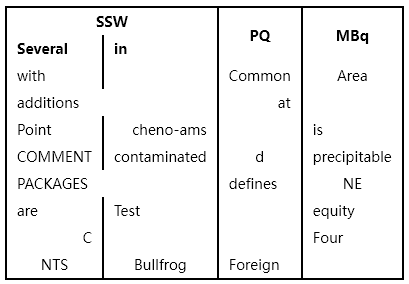 SSW PQ MBq
Several in
with Common Area
additions at
Point cheno-ams is
COMMENT contaminated d precipitable
PACKAGES defines NE
are Test equity
C Four
NTS Bullfrog Foreign